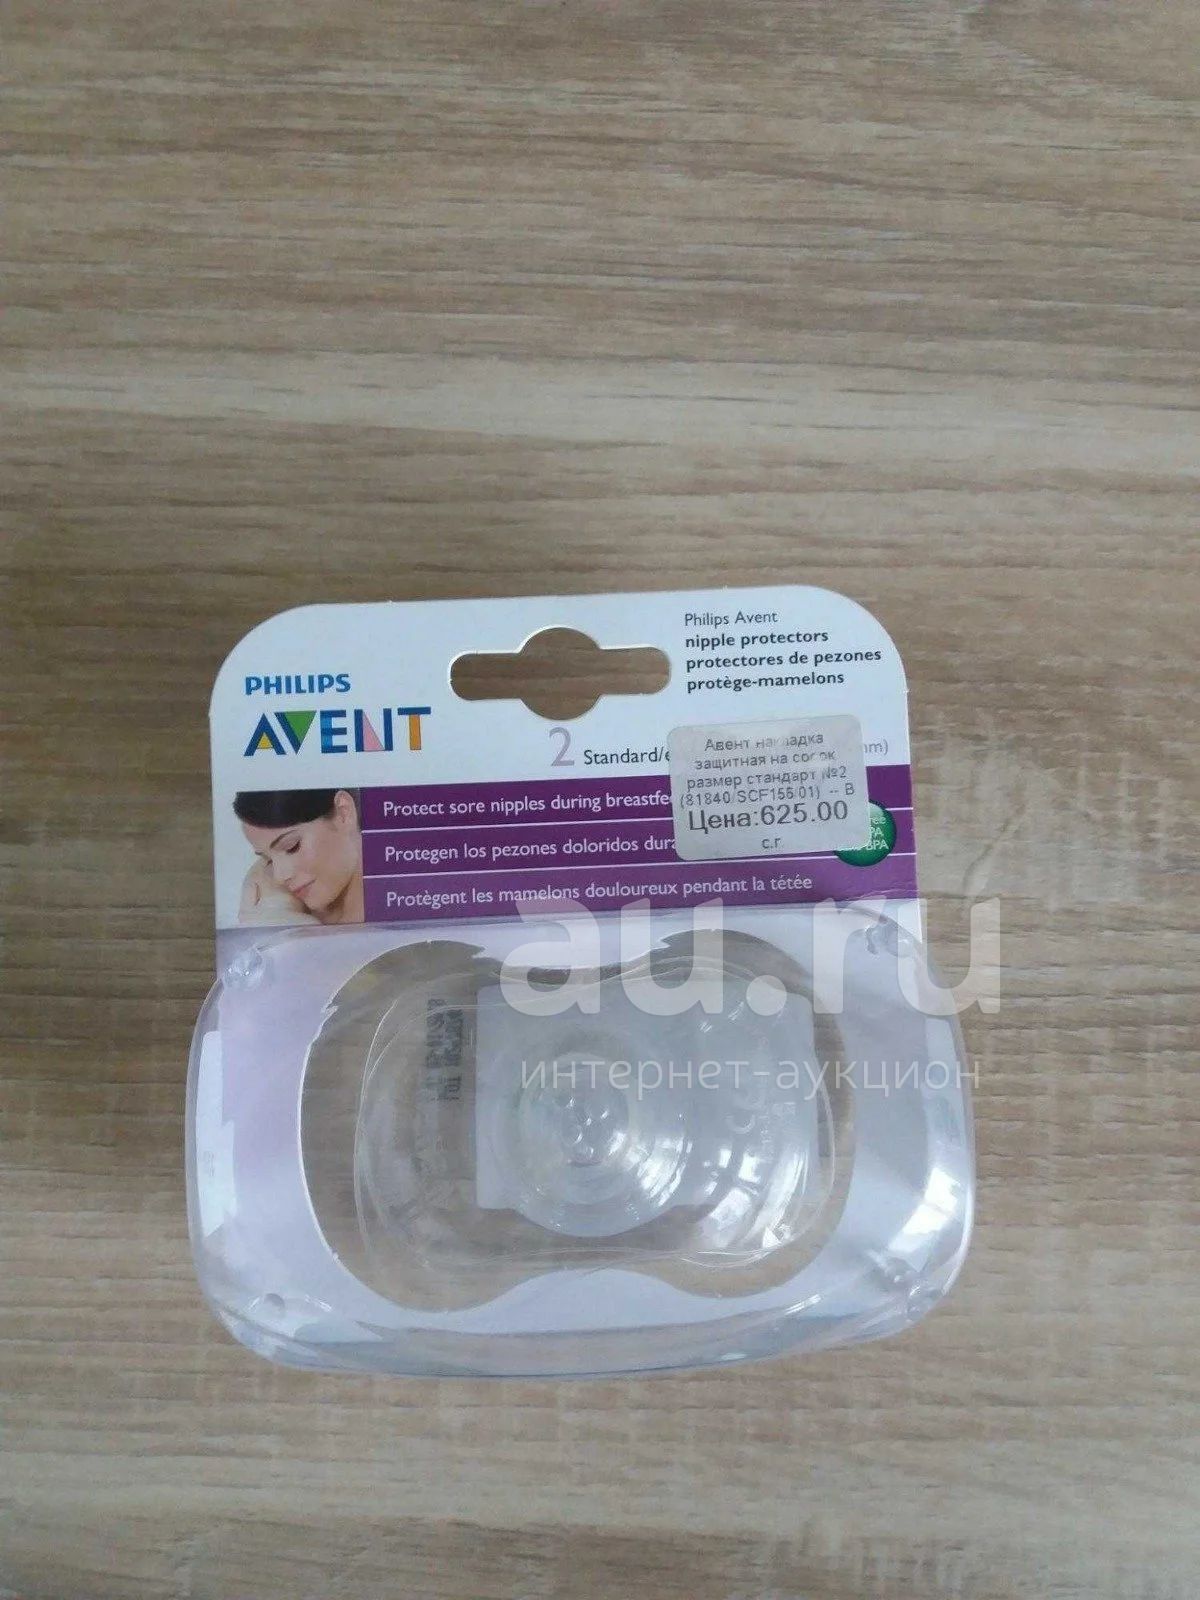 Philips Avent
nipple protectors
protectores de pezones
protège-mamelons
PHILIPS
AVENT
2 Standard/e
mm)
Авент накладка
защитная на сосок
размер стандарт №2
(81840/SCF156/01) -- В
Цена:625.00
с.г
Protect sore nipples during breastfe
Protegen los pezones doloridos dura
Protègent les mamelons douloureux pendant la tétée
BPA
au.ru
интернет-аукцион